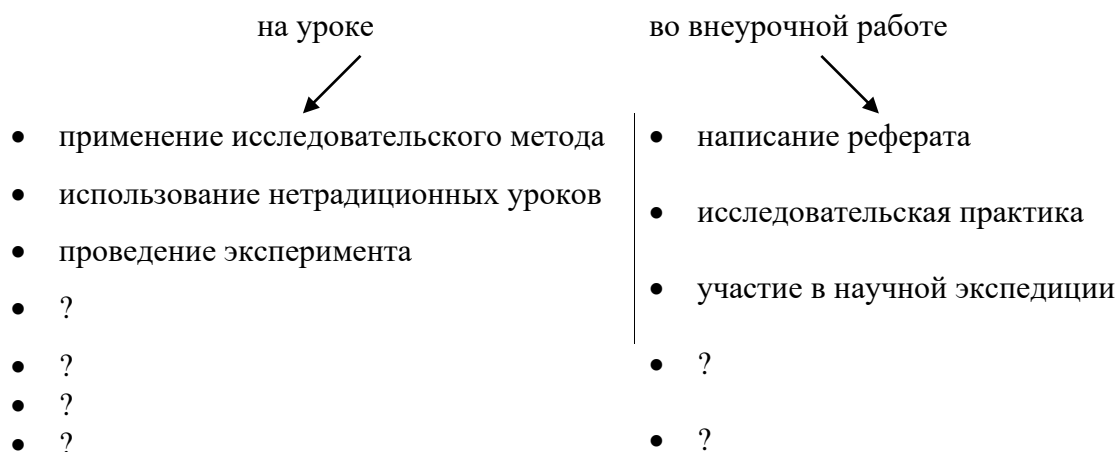 на уроке
во внеурочной работе
• применение исследовательского метода
• использование нетрадиционных уроков
• проведение эксперимента
• ?
• ?
• ?
• ?
• написание реферата
• исследовательская практика
• участие в научной экспедиции
• ?
• ?